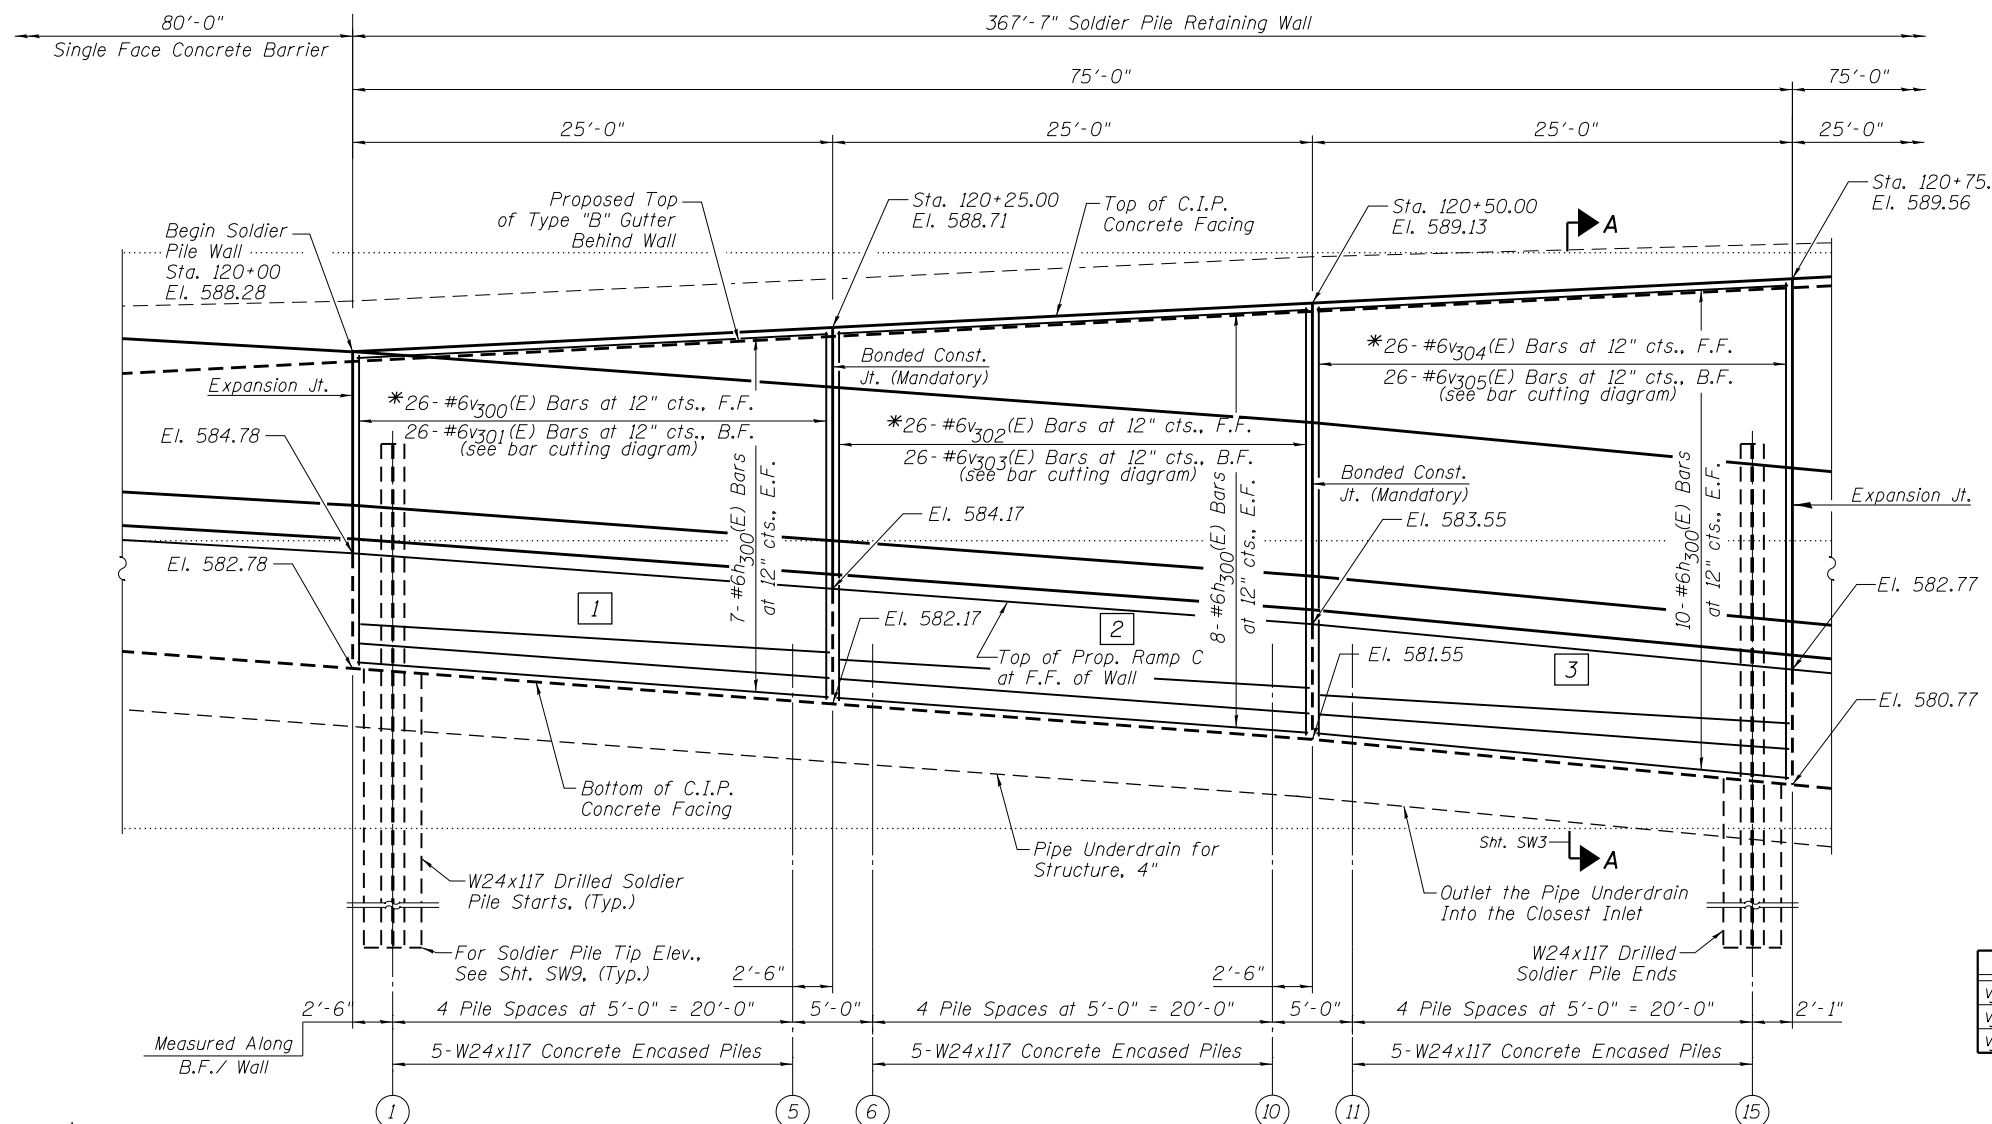 80'-0"
Single Face Concrete Barrier
367'-7" Soldier Pile Retaining Wall
75'-0"
75'-0"
25'-0"
25'-0"
25'-0"
25'-0"
Begin Soldier
Pile Wall
Sta. 120+00
El. 588.28
Proposed Top
of Type "B" Gutter
Behind Wall
Sta. 120+25.00
El. 588.71
Top of C.I.P.
Concrete Facing
Sta. 120+50.00
El. 589.13
A
Sta. 120+75.
El. 589.56
Expansion Jt.
*26- #6v300(E) Bars at 12" cts., F.F.
26- #6v301(E) Bars at 12" cts., B.F.
(see bar cutting diagram)
Bonded Const.
Jt. (Mandatory)
*26- #6v302(E) Bars at 12" cts., F.F.
26- #6v303(E) Bars at 12" cts., B.F.
(see bar cutting diagram)
*26- #6v304(E) Bars at 12" cts., F.F.
26- #6v305(E) Bars at 12" cts., B.F.
(see bar cutting diagram)
Bonded Const.
Jt. (Mandatory)
Expansion Jt.
El. 584.78
El. 582.78
7- #6h300(E) Bars
at 12" cts., E.F.
El. 584.17
El. 582.17
8- #6h300(E) Bars
at 12" cts., E.F.
El. 583.55
El. 581.55
10- #6h300(E) Bars
at 12" cts., E.F.
El. 582.77
El. 580.77
1
2
3
Top of Prop. Ramp C
at F.F. of Wall
Bottom of C.I.P.
Concrete Facing
Pipe Underdrain for
Structure, 4"
Sht. SW3
A
Outlet the Pipe Underdrain
Into the Closest Inlet
W24x117 Drilled Soldier
Pile Starts, (Typ.)
For Soldier Pile Tip Elev.,
See Sht. SW9, (Typ.)
W24x117 Drilled
Soldier Pile Ends
2'-6"
2'-6"
2'-6"
4 Pile Spaces at 5'-0" = 20'-0"
5'-0"
4 Pile Spaces at 5'-0" = 20'-0"
5'-0"
4 Pile Spaces at 5'-0" = 20'-0"
2'-1"
Measured Along
B.F./ Wall
5-W24x117 Concrete Encased Piles
5-W24x117 Concrete Encased Piles
5-W24x117 Concrete Encased Piles
1
5
6
10
11
15